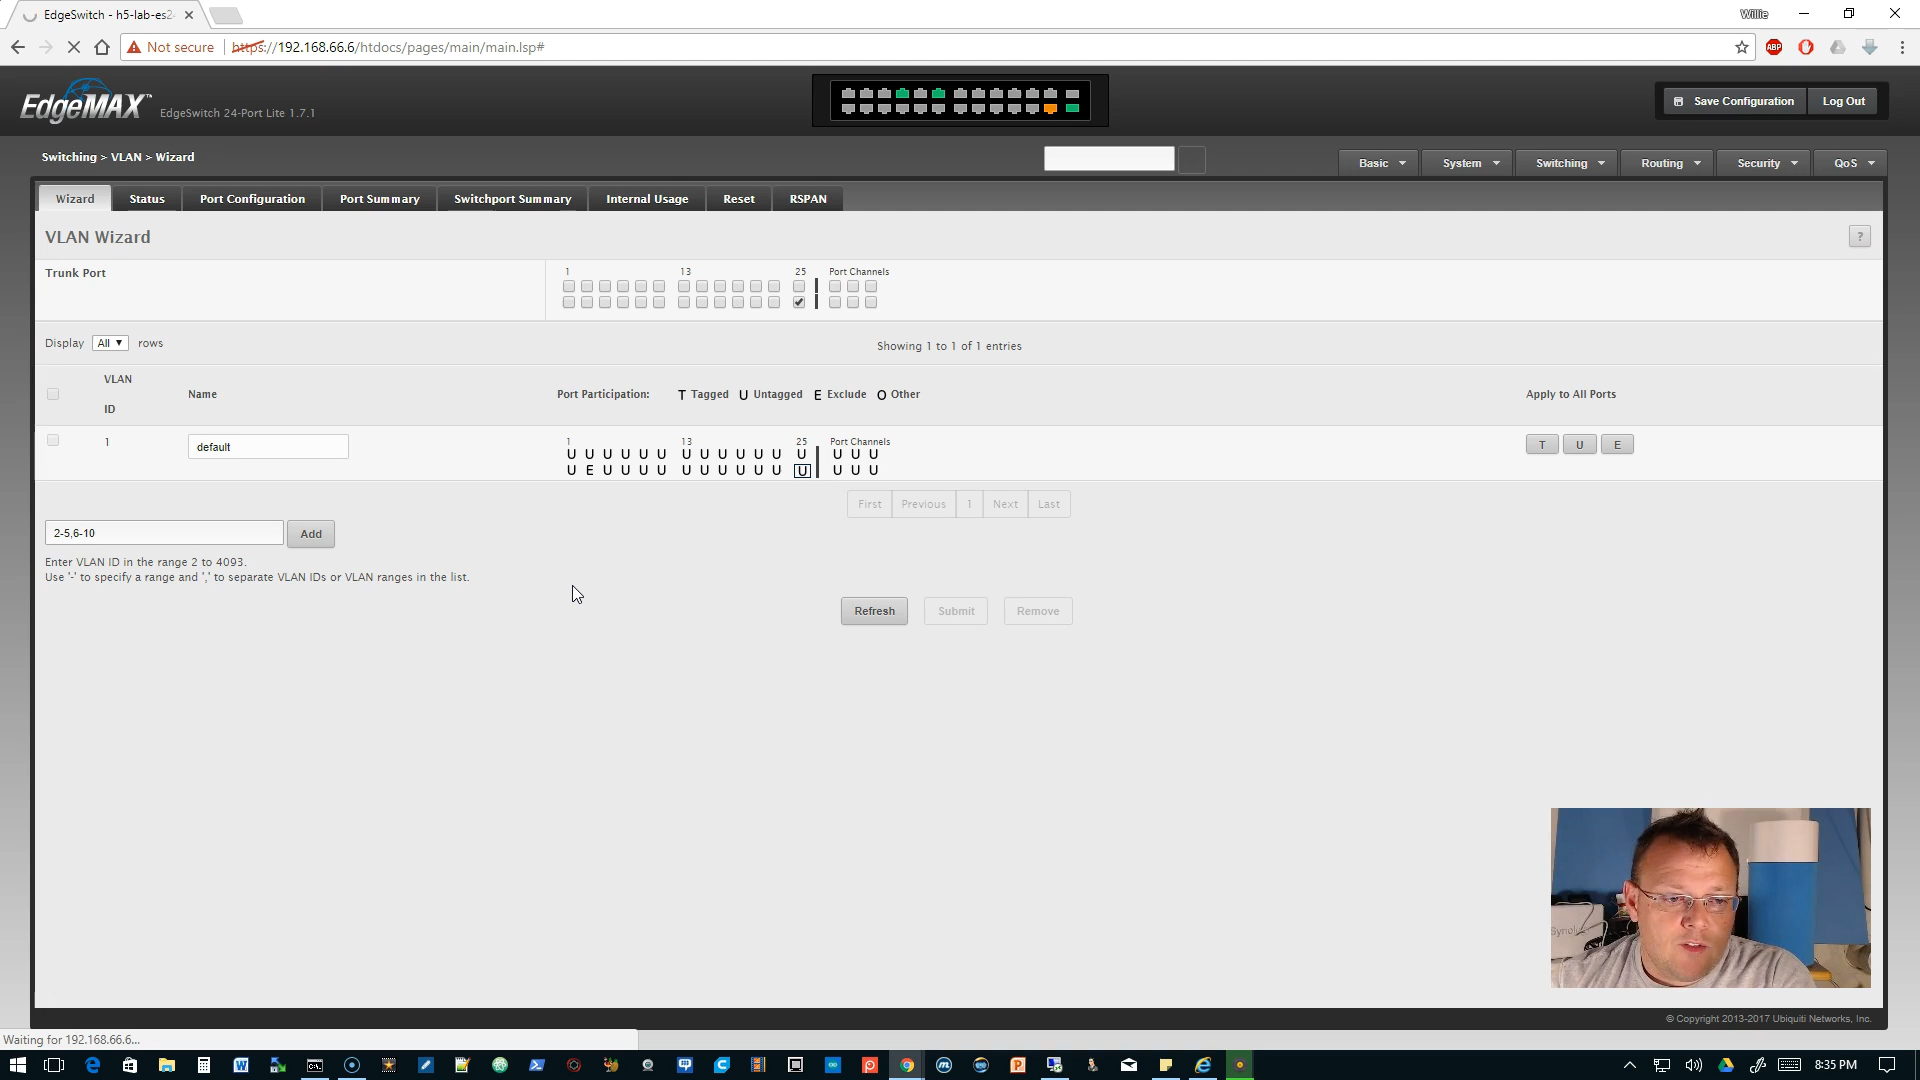 EdgeSwitch - h5-lab-es2
Willie
Not secure
https://192.168.66.6/htdocs/pages/main/main.lsp#
ABP
EdgeMAX™
EdgeSwitch 24-Port Lite 1.7.1
Save Configuration
Log Out
Switching > VLAN > Wizard
Basic
System
Switching
Routing
Security
QoS
Wizard
Status
Port Configuration
Port Summary
Switchport Summary
Internal Usage
Reset
RSPAN
VLAN Wizard
?
Trunk Port
1 13 25 Port Channels
Display All rows
Showing 1 to 1 of 1 entries
VLAN
ID
Name
Port Participation: T Tagged U Untagged E Exclude O Other
Apply to All Ports
1
default
1 13 25 Port Channels
U U U U U U U U U U U U U U U U
U E U U U U U U U U U U U U U U
T U E
First Previous 1 Next Last
2-5,6-10
Add
Enter VLAN ID in the range 2 to 4093.
Use '-' to specify a range and ',' to separate VLAN IDs or VLAN ranges in the list.
Refresh
Submit
Remove
© Copyright 2013-2017 Ubiquiti Networks, Inc.
Waiting for 192.168.66.6...
8:35 PM